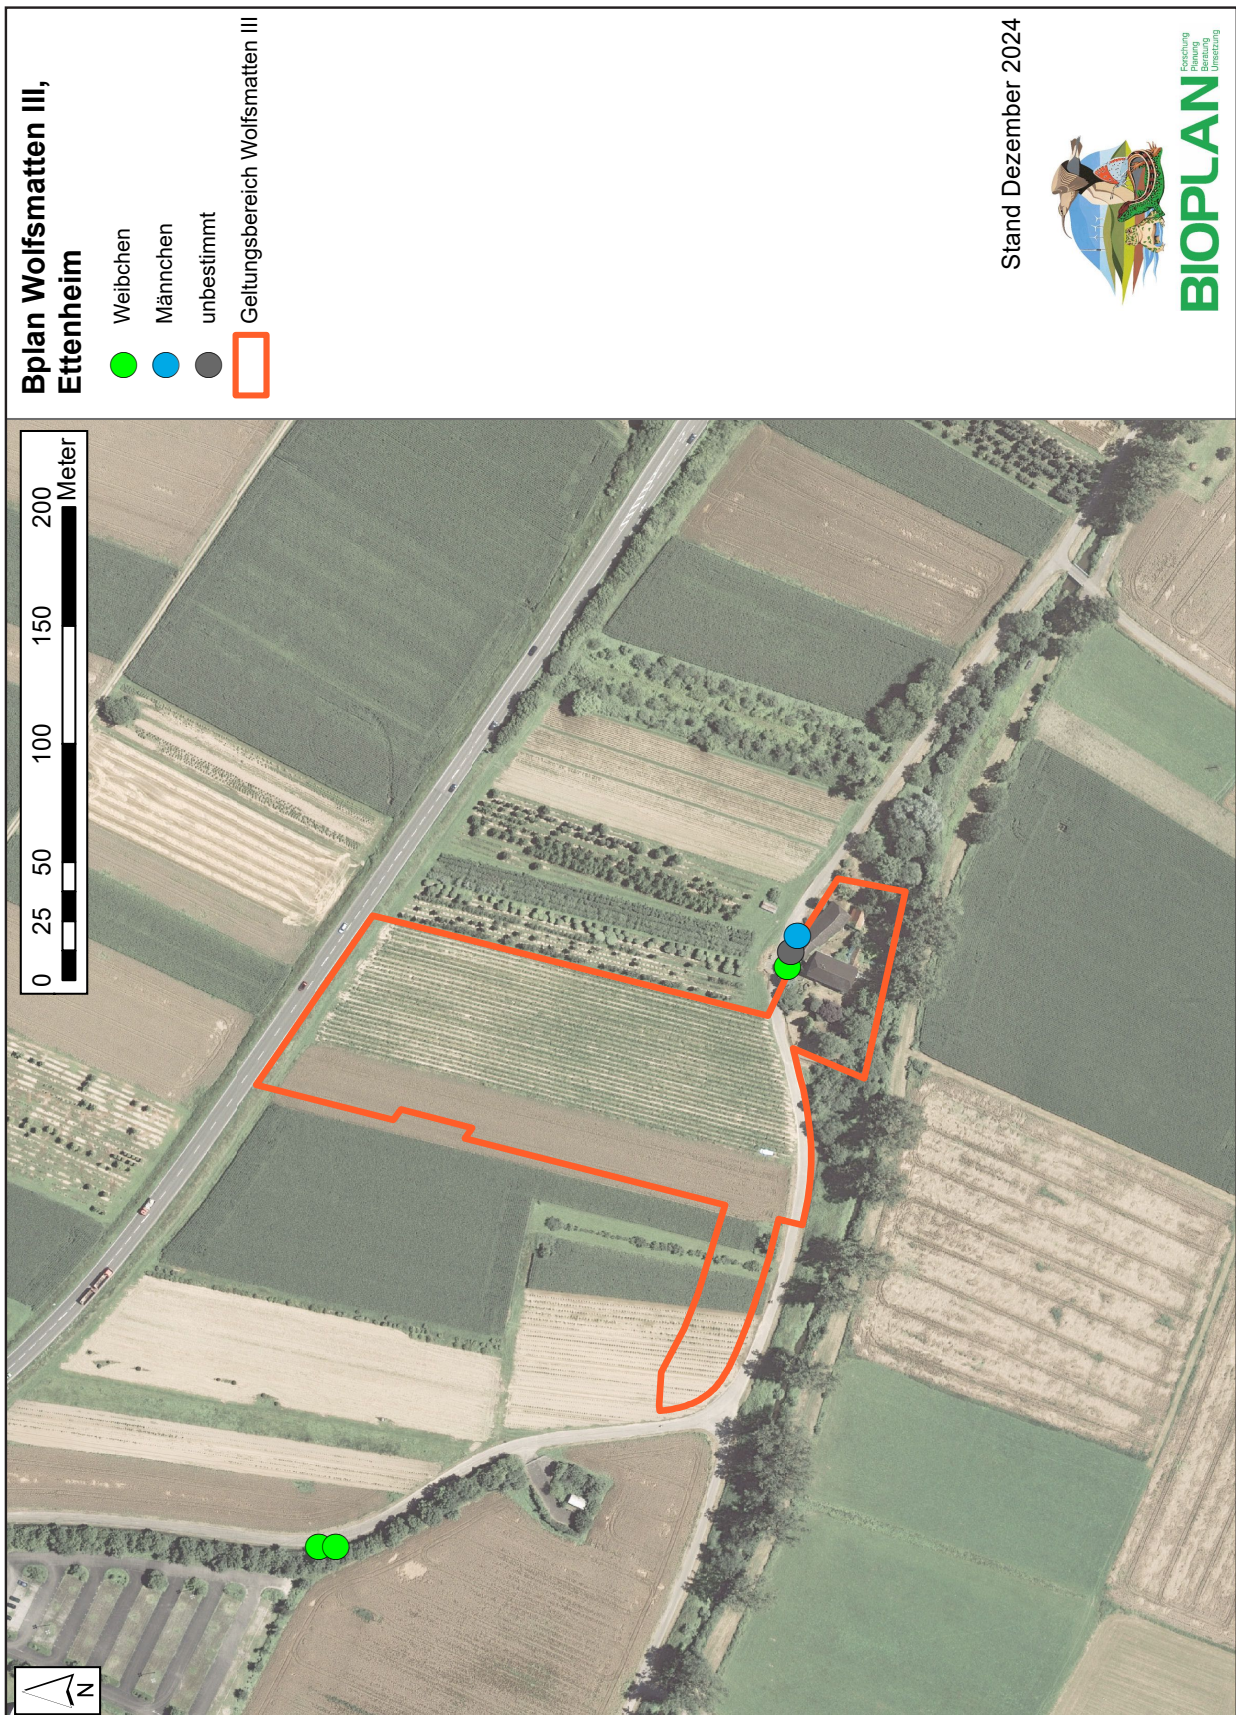 Bplan Wolfsmatten III,
Ettenheim
Weibchen
Männchen
unbestimmt
Geltungsbereich Wolfsmatten III
Stand Dezember 2024
BIOPLAN
Forschung
Planung
Beratung
Umsetzung
0 25 50 100 150 200
Meter
N